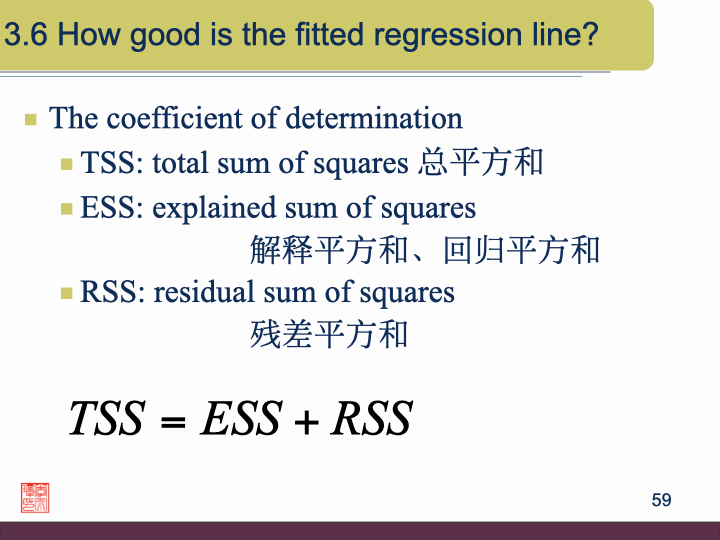 3.6 How good is the fitted regression line?
The coefficient of determination
TSS: total sum of squares 总平方和
ESS: explained sum of squares
解释平方和、回归平方和
RSS: residual sum of squares
残差平方和
TSS = ESS + RSS
59